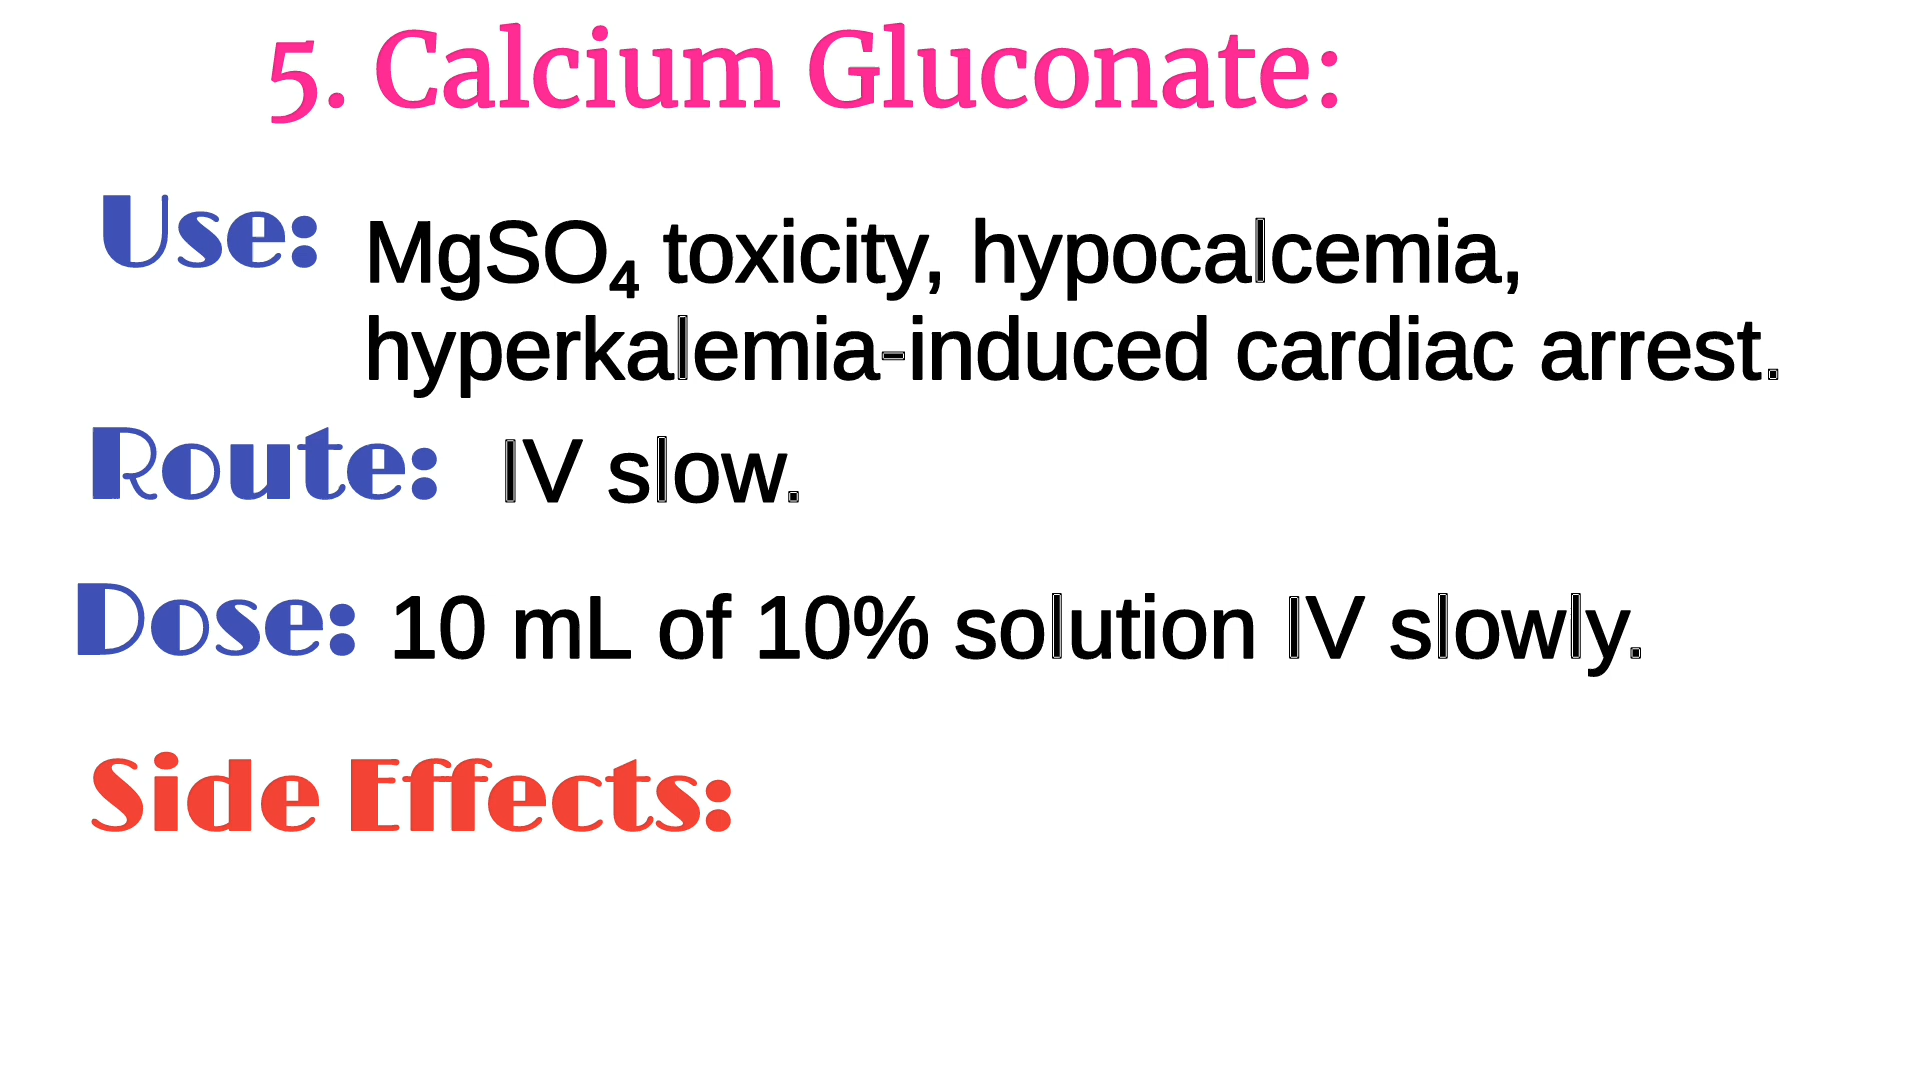 5. Calcium Gluconate:
Use: MgSO₄ toxicity, hypocalcemia,
hyperkalemia-induced cardiac arrest.
Route: IV slow.
Dose: 10 mL of 10% solution IV slowly.
Side Effects: